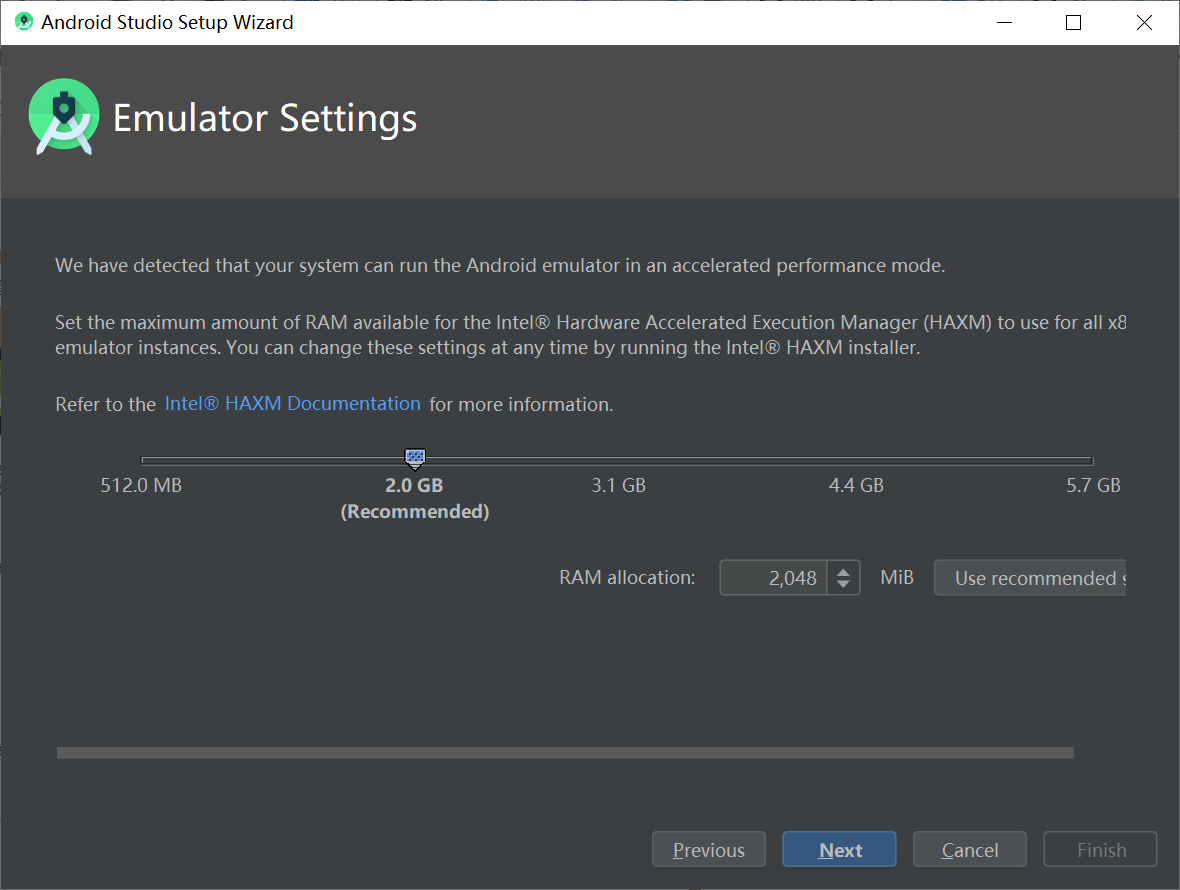 Android Studio Setup Wizard
Emulator Settings
We have detected that your system can run the Android emulator in an accelerated performance mode.
Set the maximum amount of RAM available for the Intel® Hardware Accelerated Execution Manager (HAXM) to use for all x8
emulator instances. You can change these settings at any time by running the Intel® HAXM installer.
Refer to the Intel® HAXM Documentation for more information.
512.0 MB 2.0 GB 3.1 GB 4.4 GB 5.7 GB
(Recommended)
RAM allocation: 2,048 MiB Use recommended s
Previous Next Cancel Finish